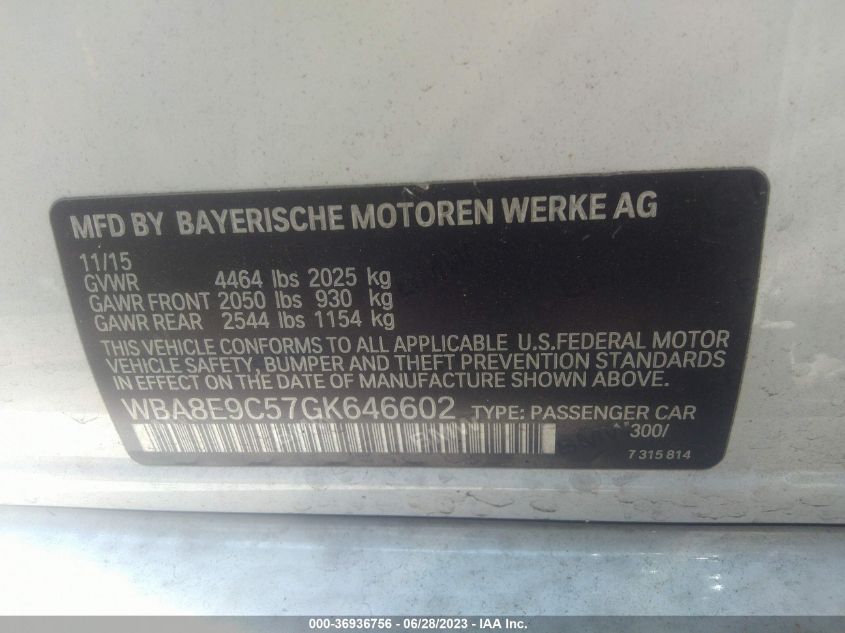 MFD BY BAYERISCHE MOTOREN WERKE AG
11/15
GVWR 4464 lbs 2025 kg
GAWR FRONT 2050 lbs 930 kg
GAWR REAR 2544 lbs 1154 kg
THIS VEHICLE CONFORMS TO ALL APPLICABLE U.S.FEDERAL MOTOR
VEHICLE SAFETY, BUMPER AND THEFT PREVENTION STANDARDS
IN EFFECT ON THE DATE OF MANUFACTURE SHOWN ABOVE.
WBA8E9C57GK646602 TYPE: PASSENGER CAR
300/
7 315 814
000-36936756 - 06/28/2023 - IAA Inc.